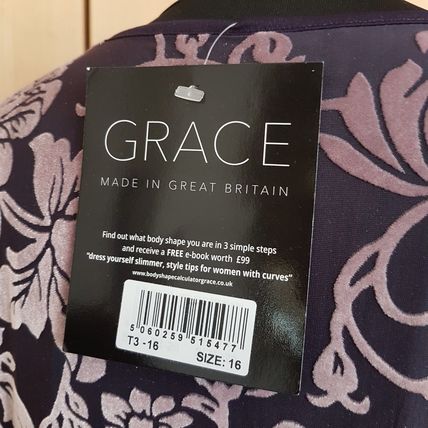 GRACE
MADE IN GREAT BRITAIN
Find out what body shape you are in 3 simple steps
and receive a FREE e-book worth £99
"dress yourself slimmer, style tips for women with curves"
www.bodyshapecalculatorgrace.co.uk
5 060259 515477
T3 -16
SIZE: 16